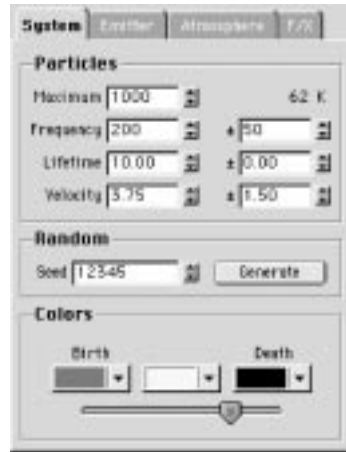 System Emitter Atmosphere F/X
Particles
Maximum 1000 62 K
Frequency 200 ± 50
Lifetime 10.00 ± 0.00
Velocity 3.75 ± 1.50
Random
Seed 12345 Generate
Colors
Birth Death